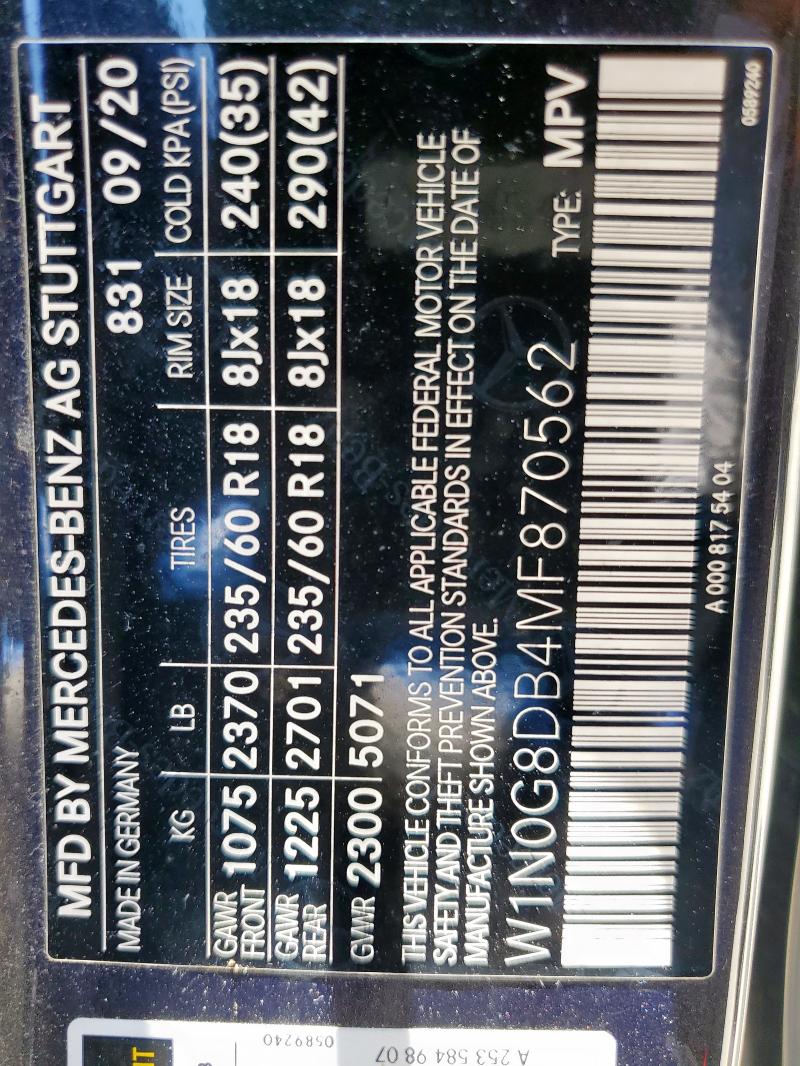 MFD BY MERCEDES-BENZ AG STUTTGART
MADE IN GERMANY 831 09/20
KG LB TIRES RIM SIZE COLD KPA (PSI)
GAWR FRONT 1075 2370 235/60 R18 8Jx18 240(35)
GAWR REAR 1225 2701 235/60 R18 8Jx18 290(42)
GVWR 2300 5071
THIS VEHICLE CONFORMS TO ALL APPLICABLE FEDERAL MOTOR VEHICLE
SAFETY AND THEFT PREVENTION STANDARDS IN EFFECT ON THE DATE OF
MANUFACTURE SHOWN ABOVE.
W1N0G8DB4MF870562 TYPE: MPV
A 000 817 54 04 0589240
0589240
A 253 584 98 07